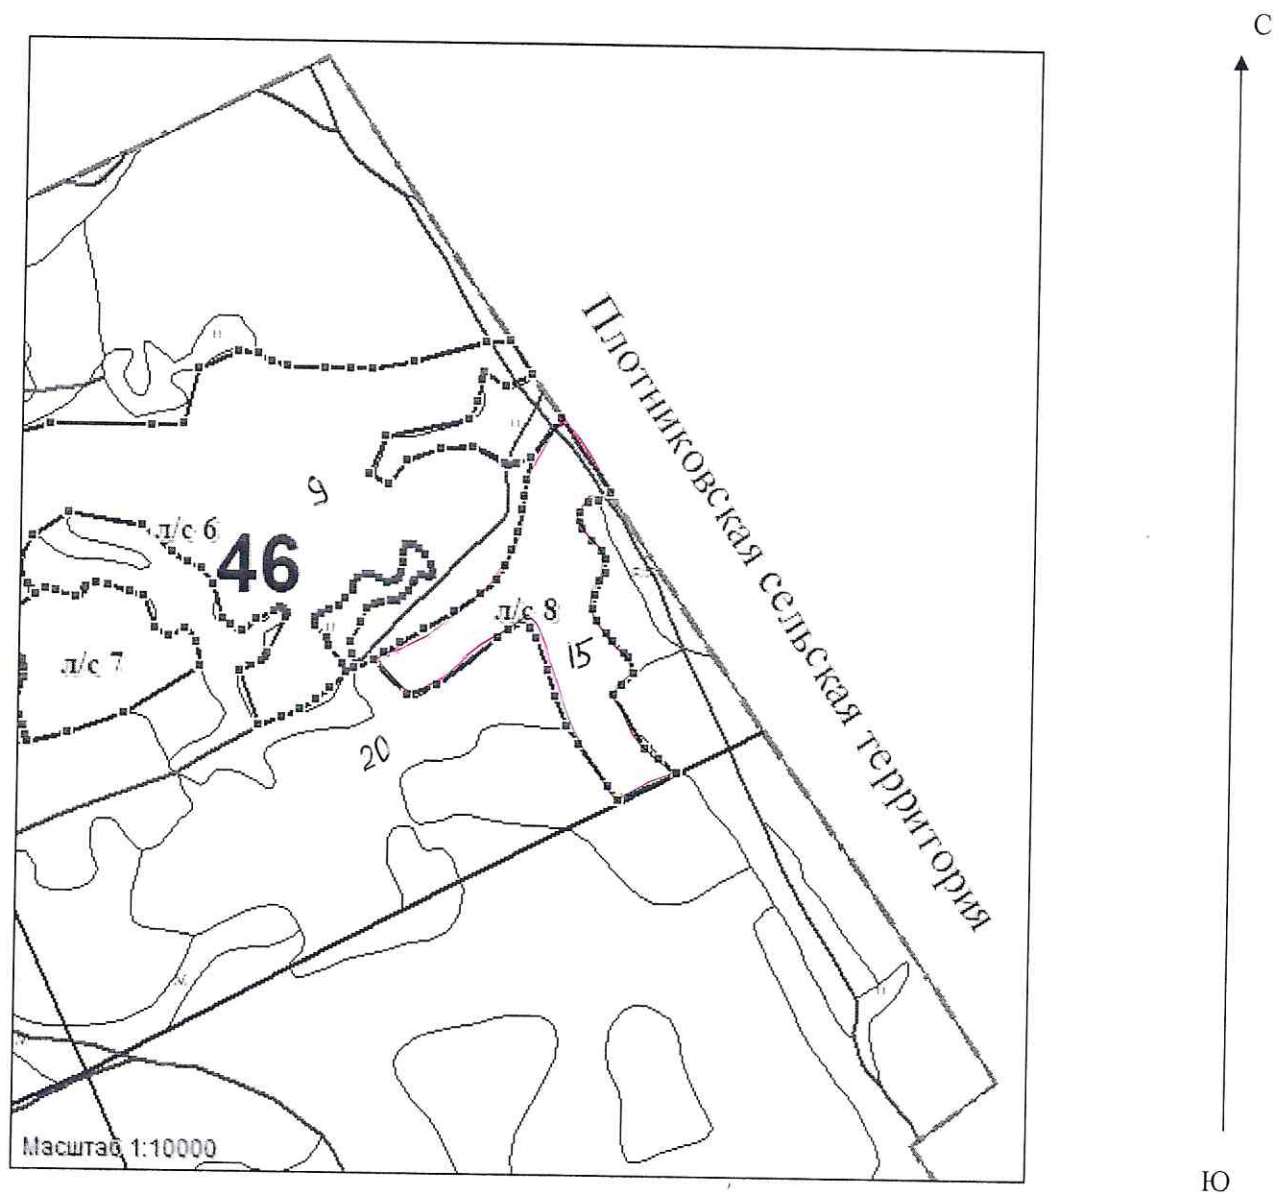 С
Плотниковская сельская территория
9
л/с 6
46
л/с 8
л/с 7
15
20
Масштаб 1:10000
Ю